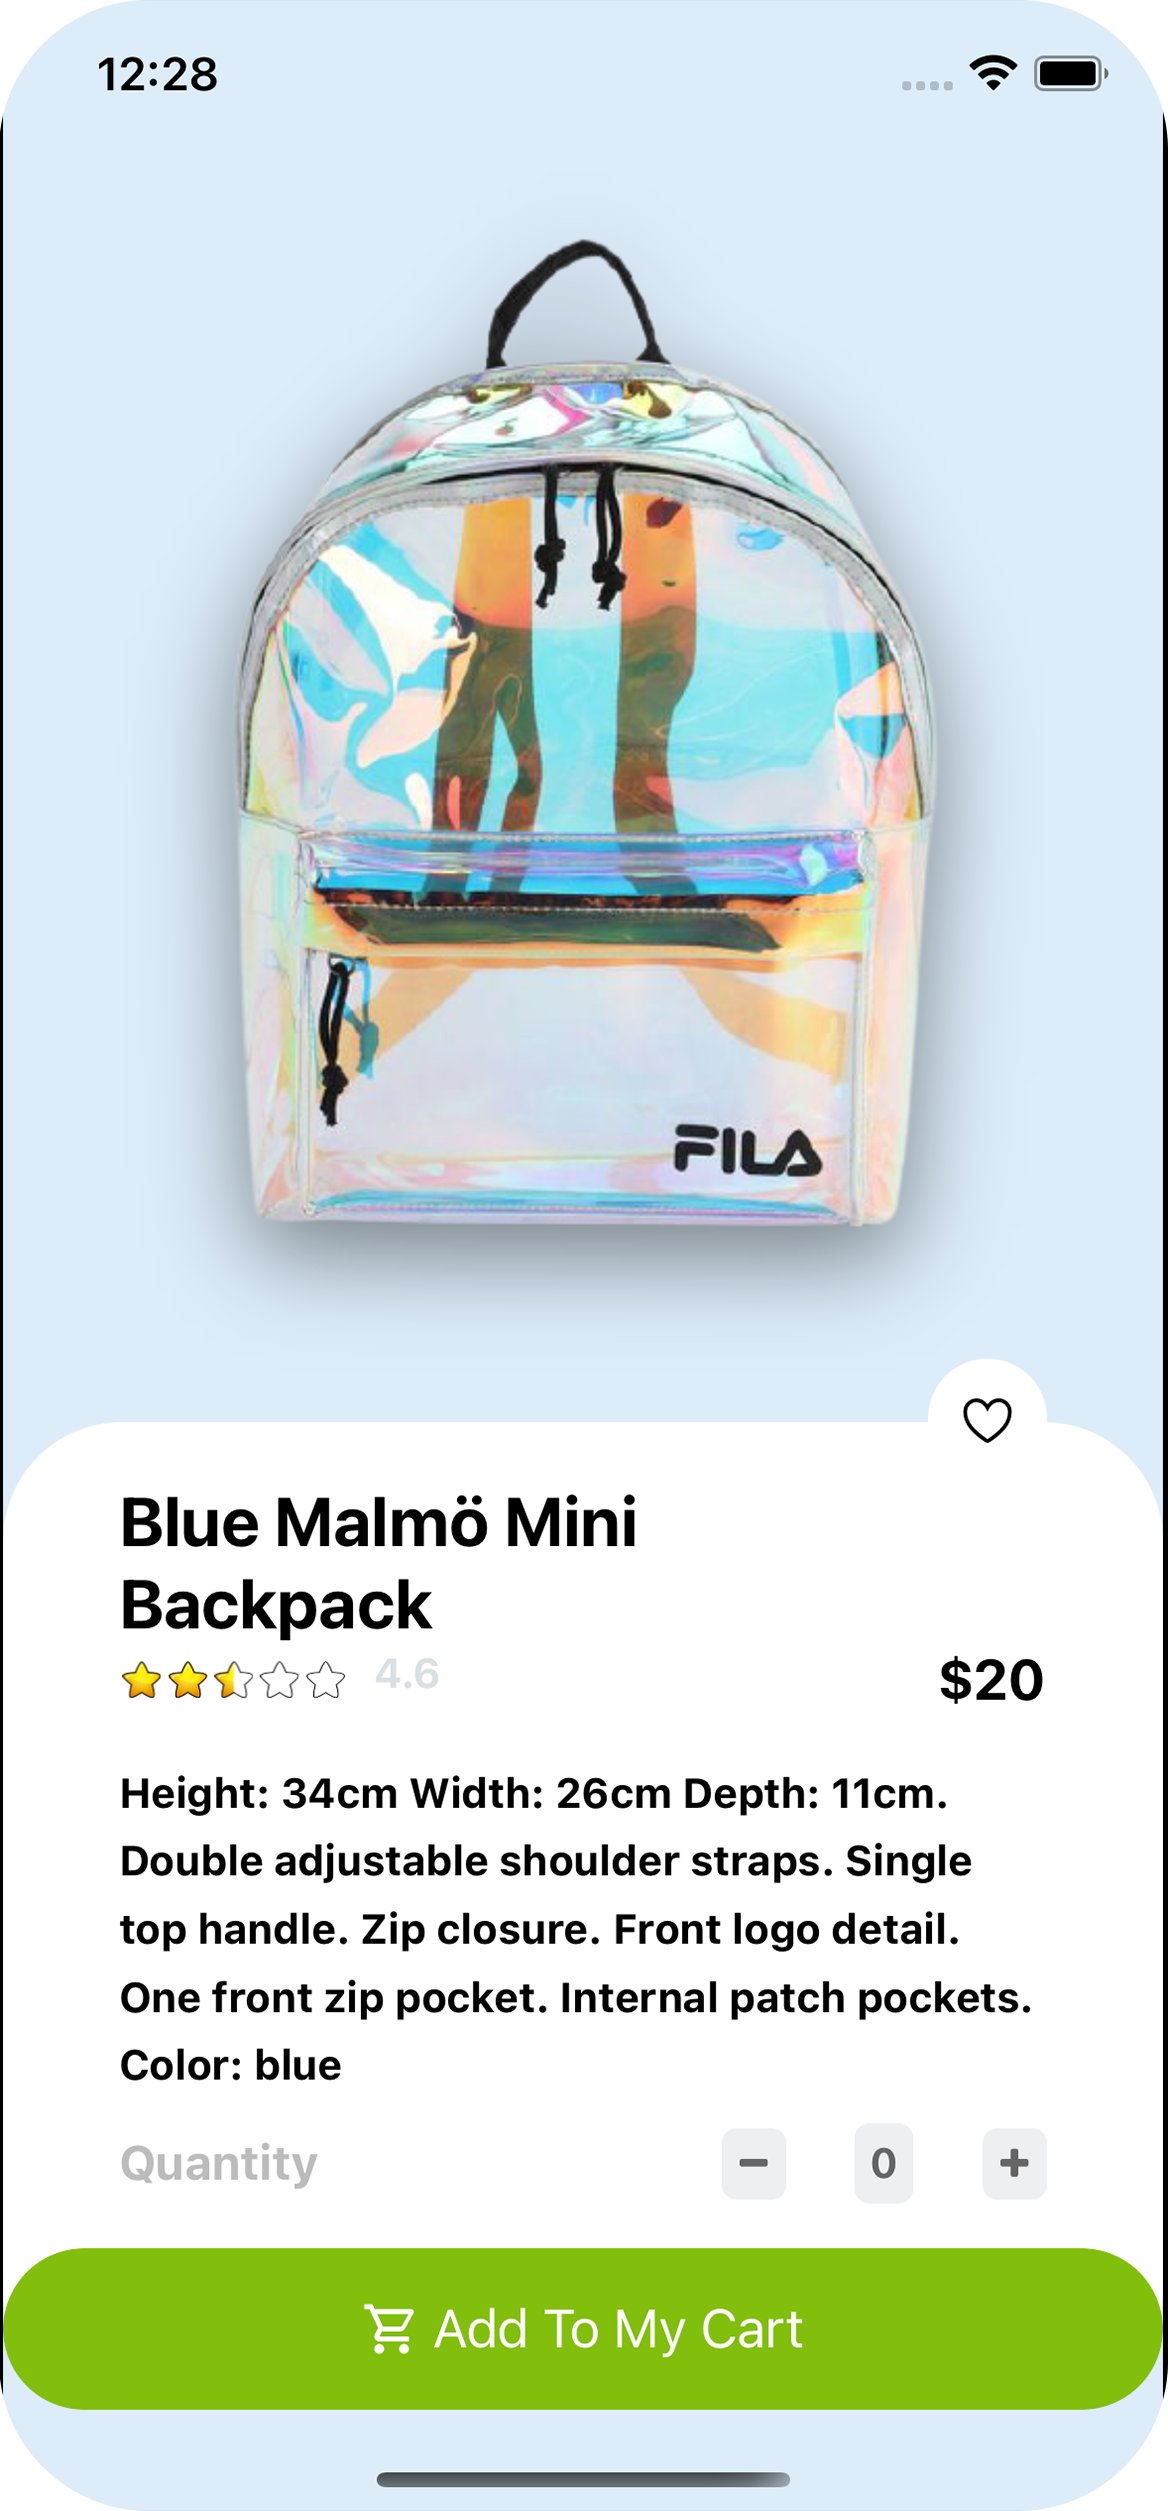 12:28
FILA
Blue Malmö Mini
Backpack
4.6
$20
Height: 34cm Width: 26cm Depth: 11cm.
Double adjustable shoulder straps. Single
top handle. Zip closure. Front logo detail.
One front zip pocket. Internal patch pockets.
Color: blue
Quantity
0
Add To My Cart